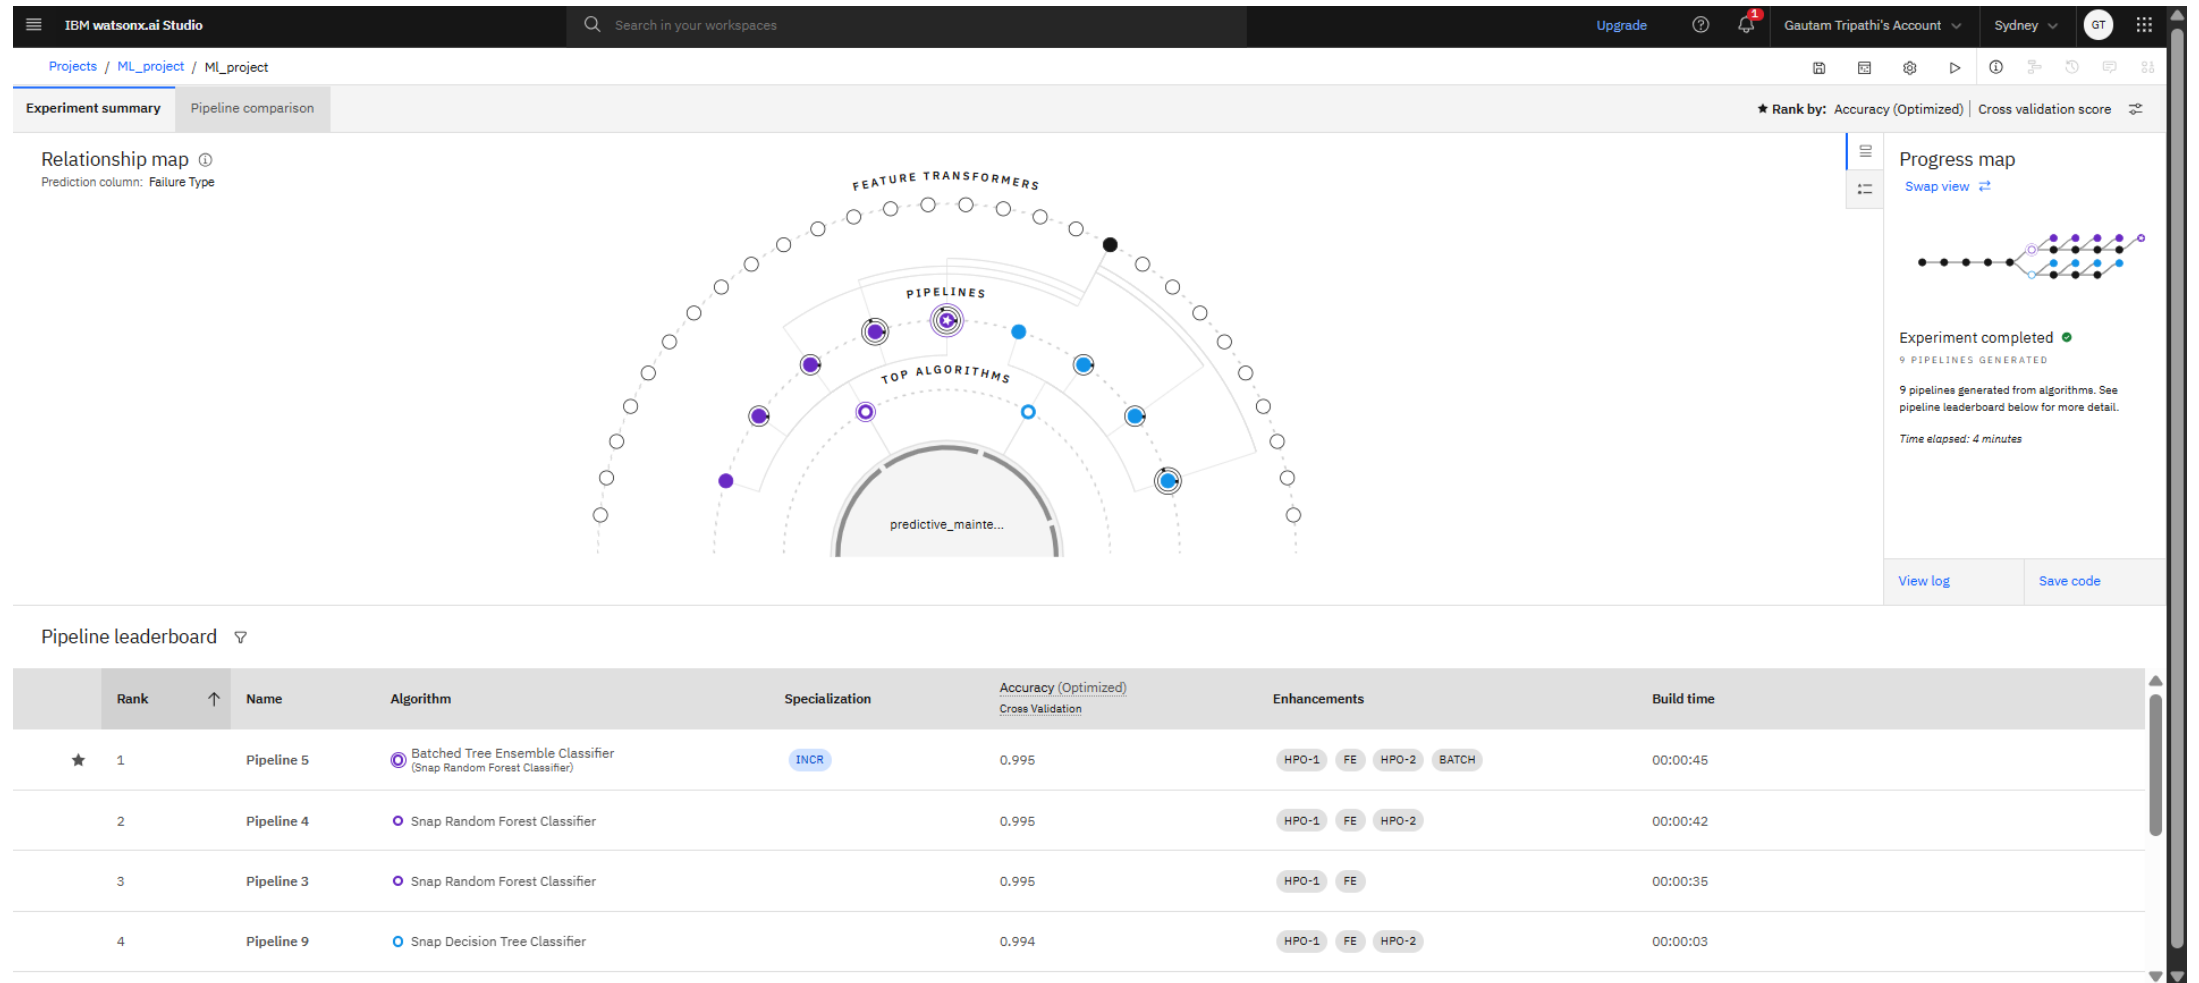 IBM watsonx.ai Studio
Search in your workspaces
Upgrade
1
Gautam Tripathi's Account
Sydney
GT
Projects / ML_project / Ml_project
Experiment summary
Pipeline comparison
Rank by: Accuracy (Optimized) | Cross validation score
Relationship map
Prediction column: Failure Type
FEATURE TRANSFORMERS
PIPELINES
TOP ALGORITHMS
predictive_mainte...
Progress map
Swap view
Experiment completed
9 PIPELINES GENERATED
9 pipelines generated from algorithms. See
pipeline leaderboard below for more detail.
Time elapsed: 4 minutes
View log
Save code
Pipeline leaderboard
Rank Name Algorithm Specialization Accuracy (Optimized) Enhancements Build time
Cross Validation
1 Pipeline 5 Batched Tree Ensemble Classifier INCR 0.995 HPO-1 FE HPO-2 BATCH 00:00:45
(Snap Random Forest Classifier)
2 Pipeline 4 Snap Random Forest Classifier 0.995 HPO-1 FE HPO-2 00:00:42
3 Pipeline 3 Snap Random Forest Classifier 0.995 HPO-1 FE 00:00:35
4 Pipeline 9 Snap Decision Tree Classifier 0.994 HPO-1 FE HPO-2 00:00:03